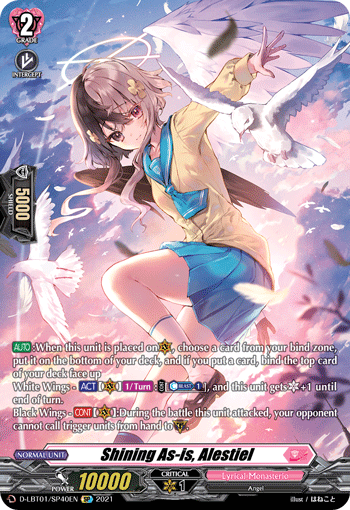 2
GRADE
INTERCEPT
5000
SHIELD
AUTO:When this unit is placed on , choose a card from your bind zone,
put it on the bottom of your deck, and if you put a card, bind the top card
of your deck face up
White Wings - ACT【】1/Turn :【C BLAST 1】, and this unit gets +1 until
end of turn.
Black Wings - CONT【】:During the battle this unit attacked, your opponent
cannot call trigger units from hand to .
NORMAL UNIT
Shining As-is, Alestiel
POWER
10000
CRITICAL
1
Lyrical Monasterio
Angel
D-LBT01/SP40EN SP 2021
illust / はねこと